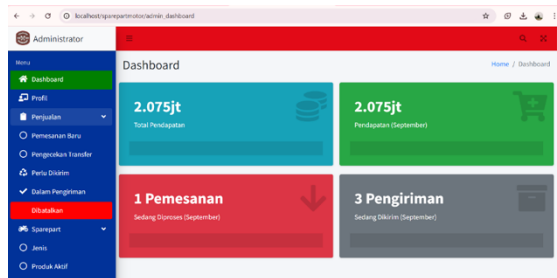 localhost/sparepartmotor/admin_dashboard
Administrator
Menu
Dashboard
Profil
Penjualan
Pemesanan Baru
Pengecekan Transfer
Perlu Dikirim
Dalam Pengiriman
Dibatalkan
Sparepart
Jenis
Produk Aktif
Dashboard
Home / Dashboard
2.075jt
Total Pendapatan
2.075jt
Pendapatan (September)
1 Pemesanan
Sedang Diproses (September)
3 Pengiriman
Sedang Dikirim (September)